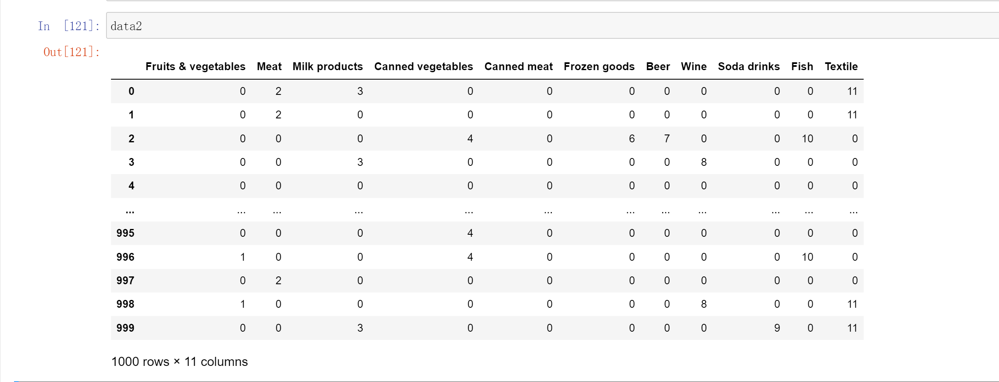 In [121]: data2
Out[121]:
Fruits & vegetables Meat Milk products Canned vegetables Canned meat Frozen goods Beer Wine Soda drinks Fish Textile
0 0 2 3 0 0 0 0 0 0 0 11
1 0 2 0 0 0 0 0 0 0 0 11
2 0 0 0 4 0 6 7 0 0 10 0
3 0 0 3 0 0 0 0 8 0 0 0
4 0 0 0 0 0 0 0 0 0 0 0
... ... ... ... ... ... ... ... ... ... ... ...
995 0 0 0 4 0 0 0 0 0 0 0
996 1 0 0 4 0 0 0 0 0 10 0
997 0 2 0 0 0 0 0 0 0 0 0
998 1 0 0 0 0 0 0 8 0 0 11
999 0 0 3 0 0 0 0 0 9 0 11
1000 rows × 11 columns